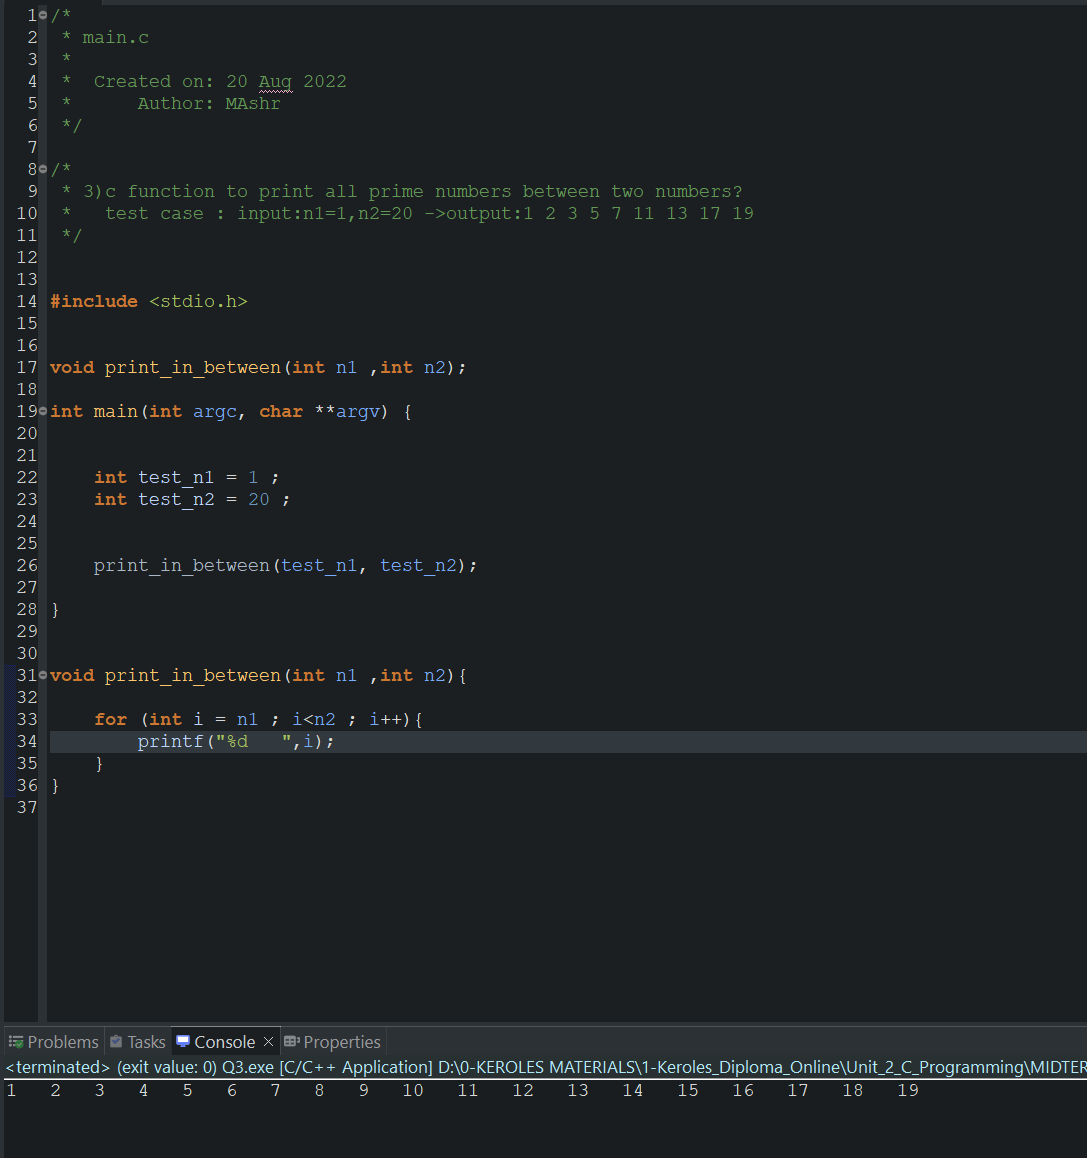 1 /*
2  * main.c
3  *
4  *  Created on: 20 Aug 2022
5  *      Author: MAshr
6  */
7
8 /*
9  * 3)c function to print all prime numbers between two numbers?
10  *   test case : input:n1=1,n2=20 ->output:1 2 3 5 7 11 13 17 19
11  */
12
13
14 #include <stdio.h>
15
16
17 void print_in_between(int n1 ,int n2);
18
19 int main(int argc, char **argv) {
20
21
22     int test_n1 = 1 ;
23     int test_n2 = 20 ;
24
25
26     print_in_between(test_n1, test_n2);
27
28 }
29
30
31 void print_in_between(int n1 ,int n2){
32
33     for (int i = n1 ; i<n2 ; i++){
34         printf("%d   ",i);
35     }
36 }
37
Problems Tasks Console Properties
<terminated> (exit value: 0) Q3.exe [C/C++ Application] D:\0-KEROLES MATERIALS\1-Keroles_Diploma_Online\Unit_2_C_Programming\MIDTER
1   2   3   4   5   6   7   8   9   10   11   12   13   14   15   16   17   18   19